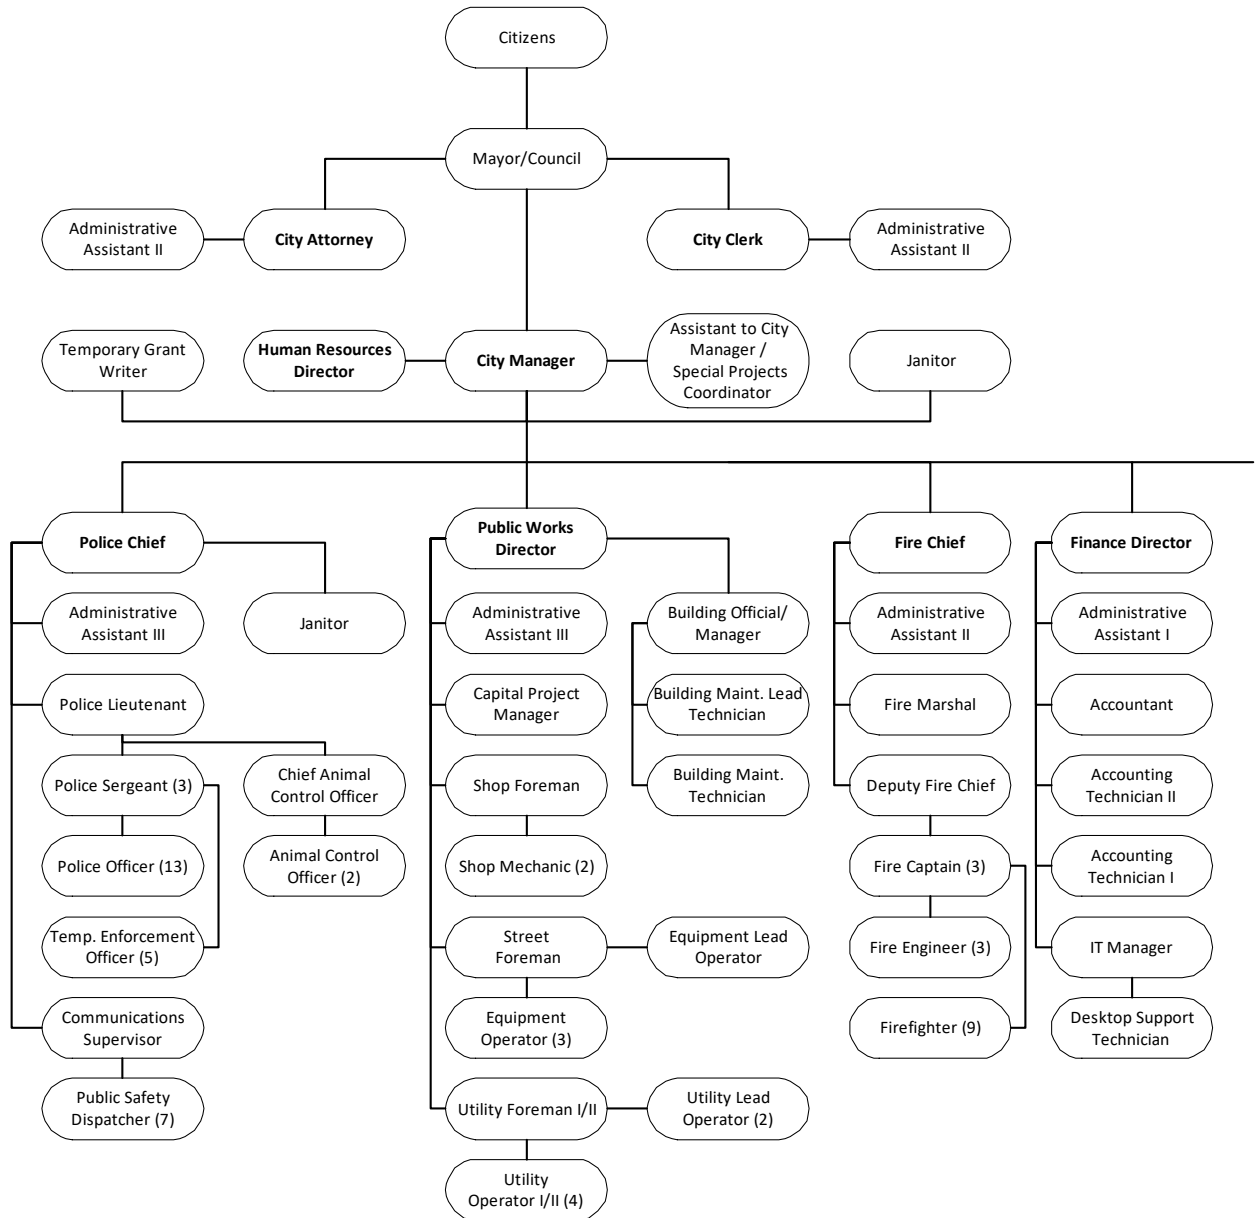 Citizens
Mayor/Council
Administrative
Assistant II
City Attorney
City Clerk
Administrative
Assistant II
Temporary Grant
Writer
Human Resources
Director
City Manager
Assistant to City
Manager /
Special Projects
Coordinator
Janitor
Police Chief
Public Works
Director
Fire Chief
Finance Director
Administrative
Assistant III
Janitor
Administrative
Assistant III
Building Official/
Manager
Administrative
Assistant II
Administrative
Assistant I
Police Lieutenant
Capital Project
Manager
Building Maint. Lead
Technician
Fire Marshal
Accountant
Police Sergeant (3)
Chief Animal
Control Officer
Shop Foreman
Building Maint.
Technician
Deputy Fire Chief
Accounting
Technician II
Police Officer (13)
Animal Control
Officer (2)
Shop Mechanic (2)
Fire Captain (3)
Accounting
Technician I
Temp. Enforcement
Officer (5)
Street
Foreman
Equipment Lead
Operator
Fire Engineer (3)
IT Manager
Communications
Supervisor
Equipment
Operator (3)
Firefighter (9)
Desktop Support
Technician
Public Safety
Dispatcher (7)
Utility Foreman I/II
Utility Lead
Operator (2)
Utility
Operator I/II (4)